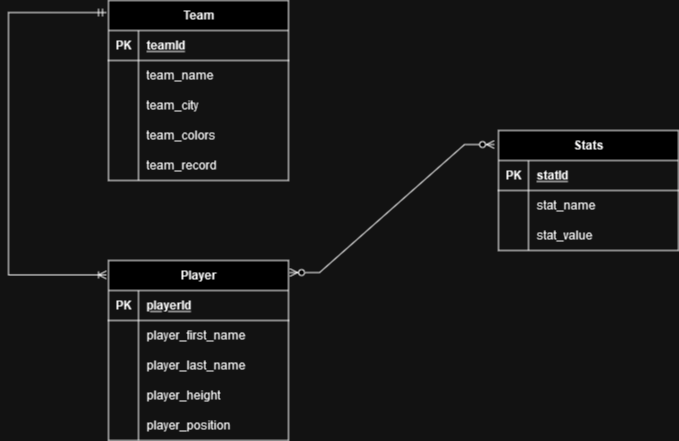 Team
PK teamId
team_name
team_city
team_colors
team_record
Stats
PK statId
stat_name
stat_value
Player
PK playerId
player_first_name
player_last_name
player_height
player_position